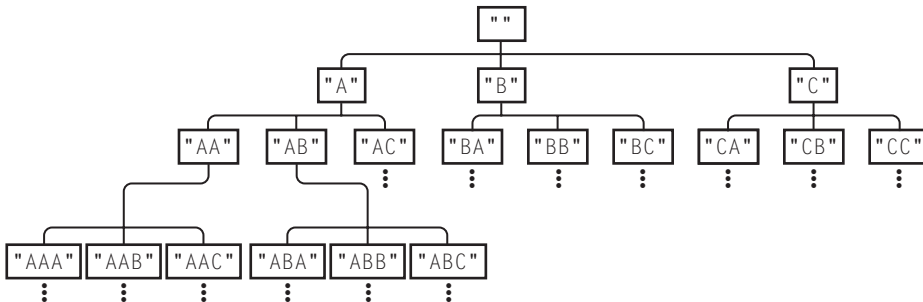 ""
"A" "B" "C"
"AA" "AB" "AC" "BA" "BB" "BC" "CA" "CB" "CC"
"AAA" "AAB" "AAC" "ABA" "ABB" "ABC"